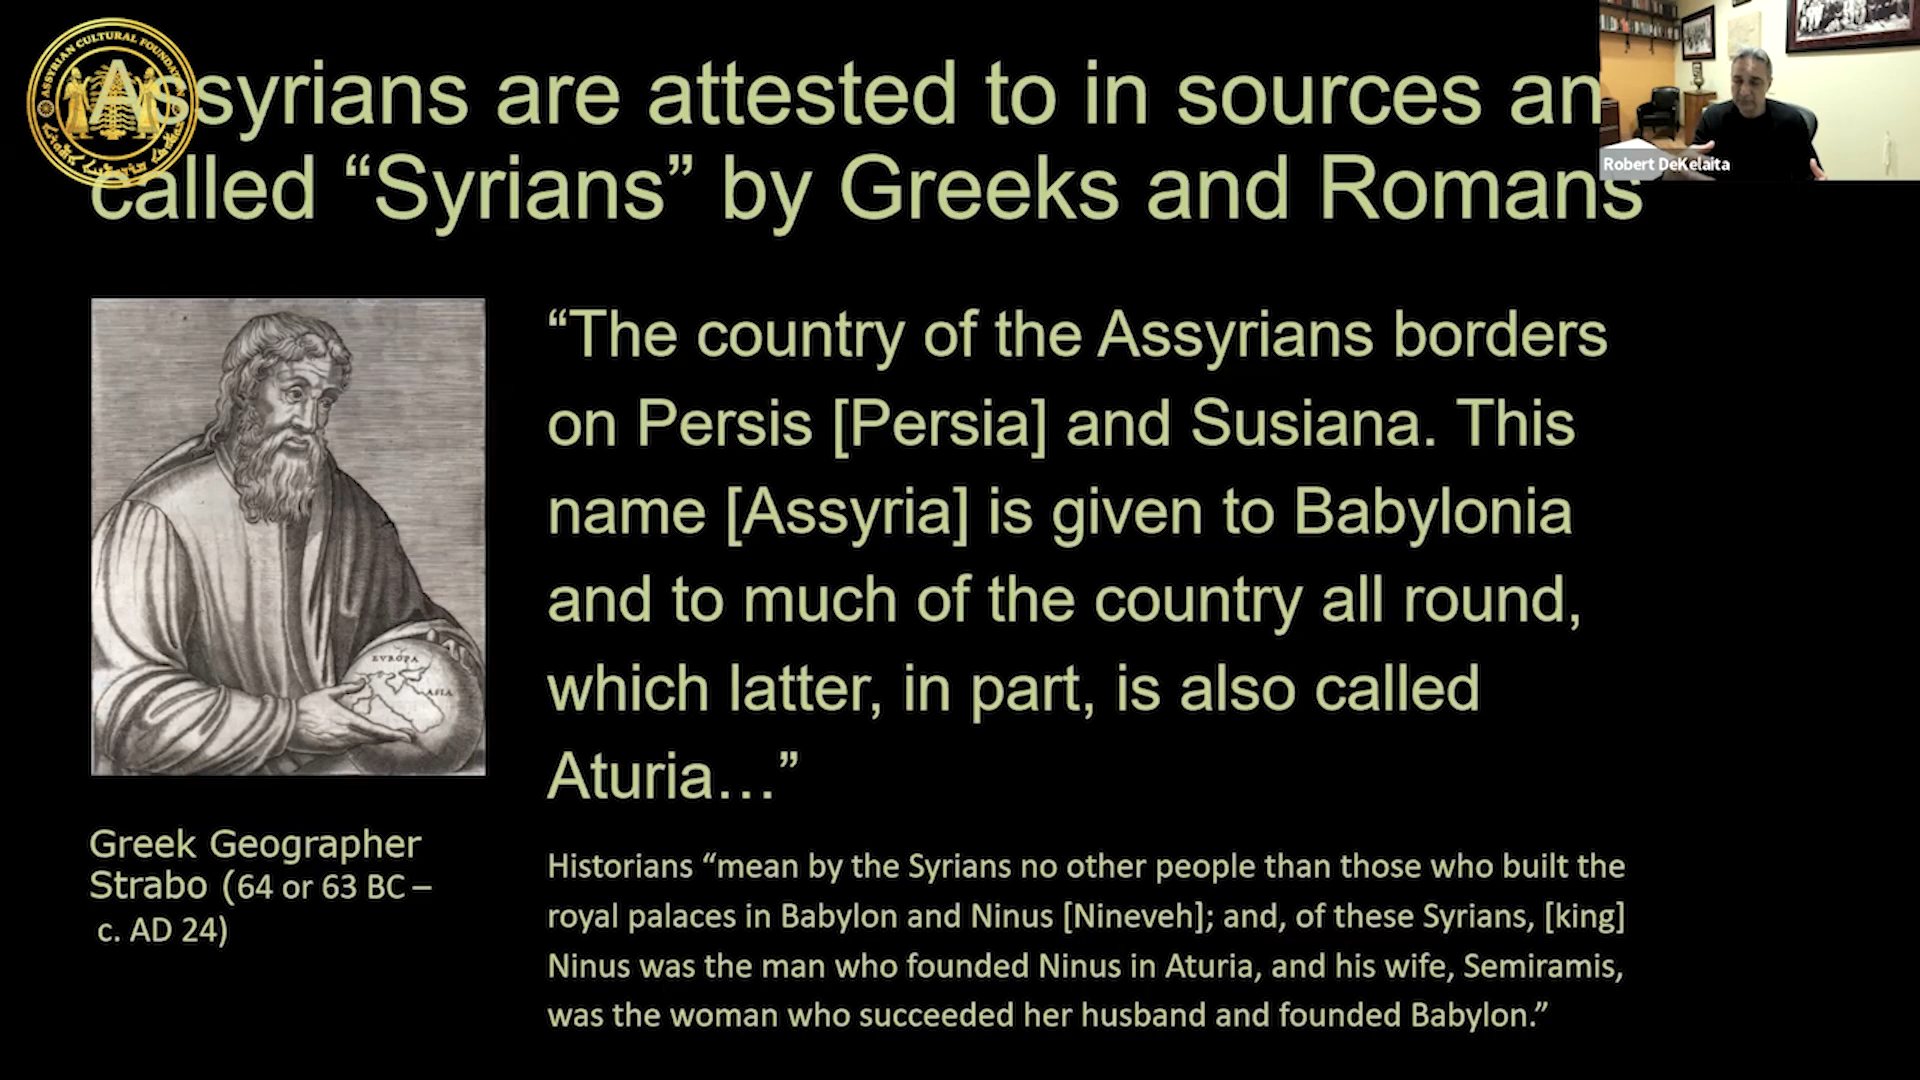 ASSYRIAN CULTURAL FOUNDAT
Assyrians are attested to in sources an
called “Syrians” by Greeks and Romans
Robert DeKelaita
“The country of the Assyrians borders
on Persis [Persia] and Susiana. This
name [Assyria] is given to Babylonia
and to much of the country all round,
which latter, in part, is also called
Aturia…”
EVROPA
ASIA
Greek Geographer
Strabo (64 or 63 BC –
c. AD 24)
Historians “mean by the Syrians no other people than those who built the
royal palaces in Babylon and Ninus [Nineveh]; and, of these Syrians, [king]
Ninus was the man who founded Ninus in Aturia, and his wife, Semiramis,
was the woman who succeeded her husband and founded Babylon.”